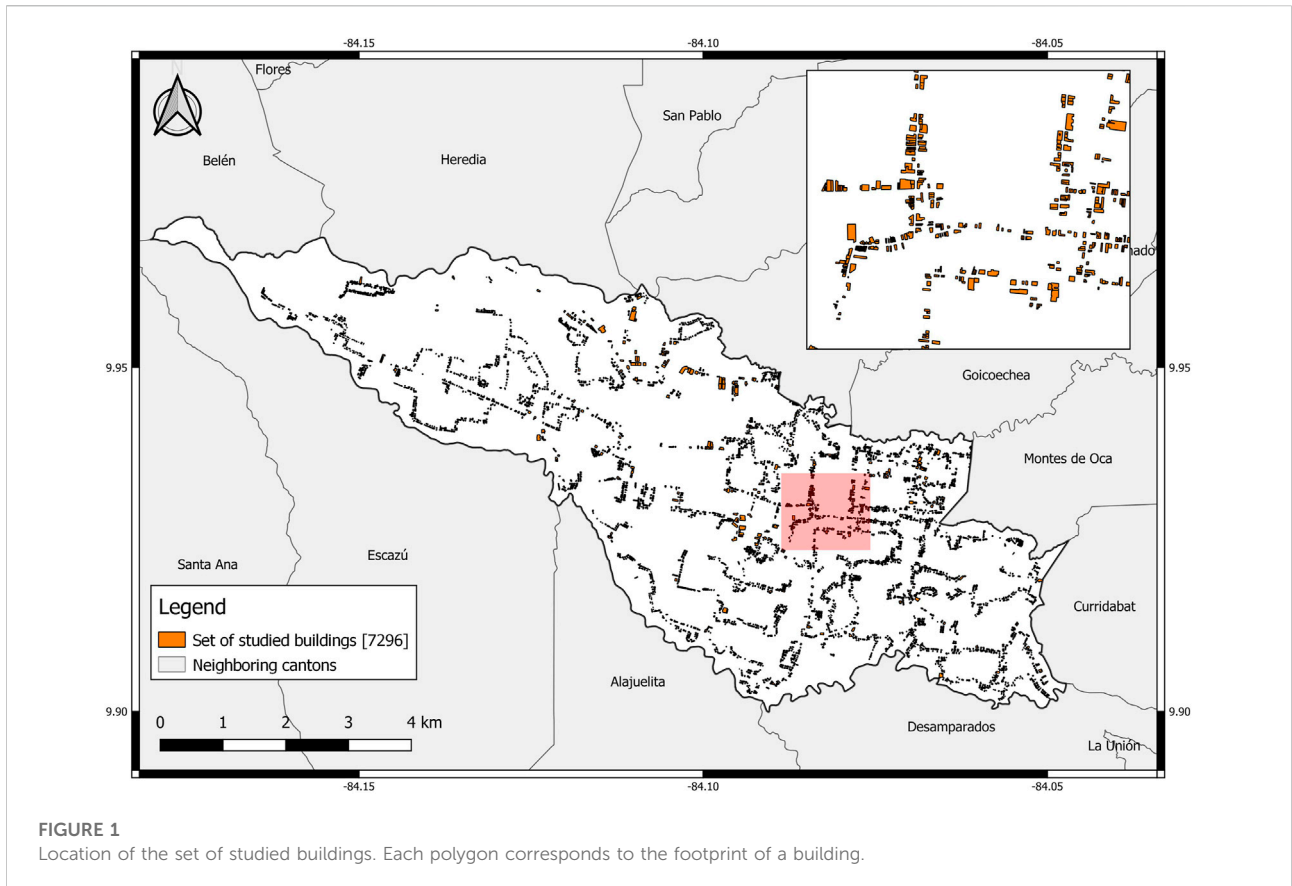 -84.15
-84.10
-84.05
N
Flores
San Pablo
Belén
Heredia
nado
9.95
9.95
Goicoechea
Montes de Oca
Santa Ana
Escazú
Curridabat
Legend
Set of studied buildings [7296]
Neighboring cantons
Alajuelita
9.90
9.90
0 1 2 3 4 km
Desamparados
La Unión
-84.15
-84.10
-84.05
FIGURE 1
Location of the set of studied buildings. Each polygon corresponds to the footprint of a building.